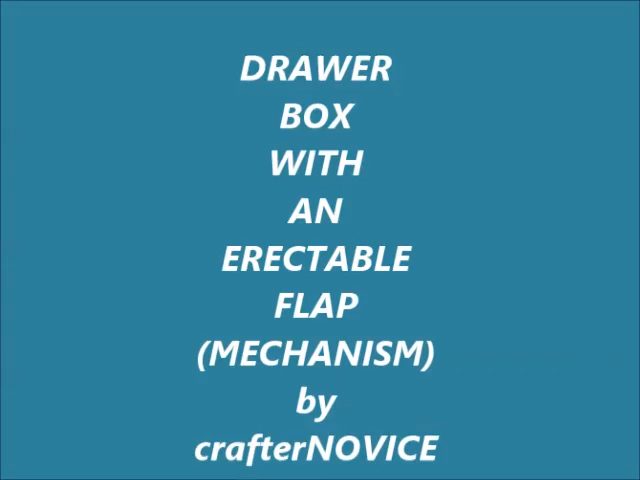 DRAWER
BOX
WITH
AN
ERECTABLE
FLAP
(MECHANISM)
by
crafterNOVICE